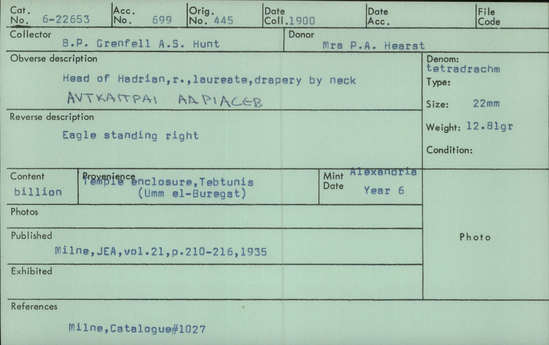 Cat. No. 6-22653 Acc. No. 699 Orig. No. 445 Date Coll. 1900 Date Acc. File Code
Collector Donor
B.P. Grenfell A.S. Hunt Mrs P.A. Hearst
Obverse description Denom:
tetradrachm
Head of Hadrian,r.,laureate,drapery by neck Type:
ΑVΤΚΑΙΤΡΑΙ ΑΔΡΙΑCΕΒ Size: 22mm
Reverse description Weight: 12.81gr
Eagle standing right Condition:
Content Provenience Mint Alexandria
billion Temple enclosure,Tebtunis Date Year 6
(Umm el-Buregat)
Photos
Photo
Published
Milne,JEA,vol.21,p.210-216,1935
Exhibited
References
Milne,Catalogue#1027